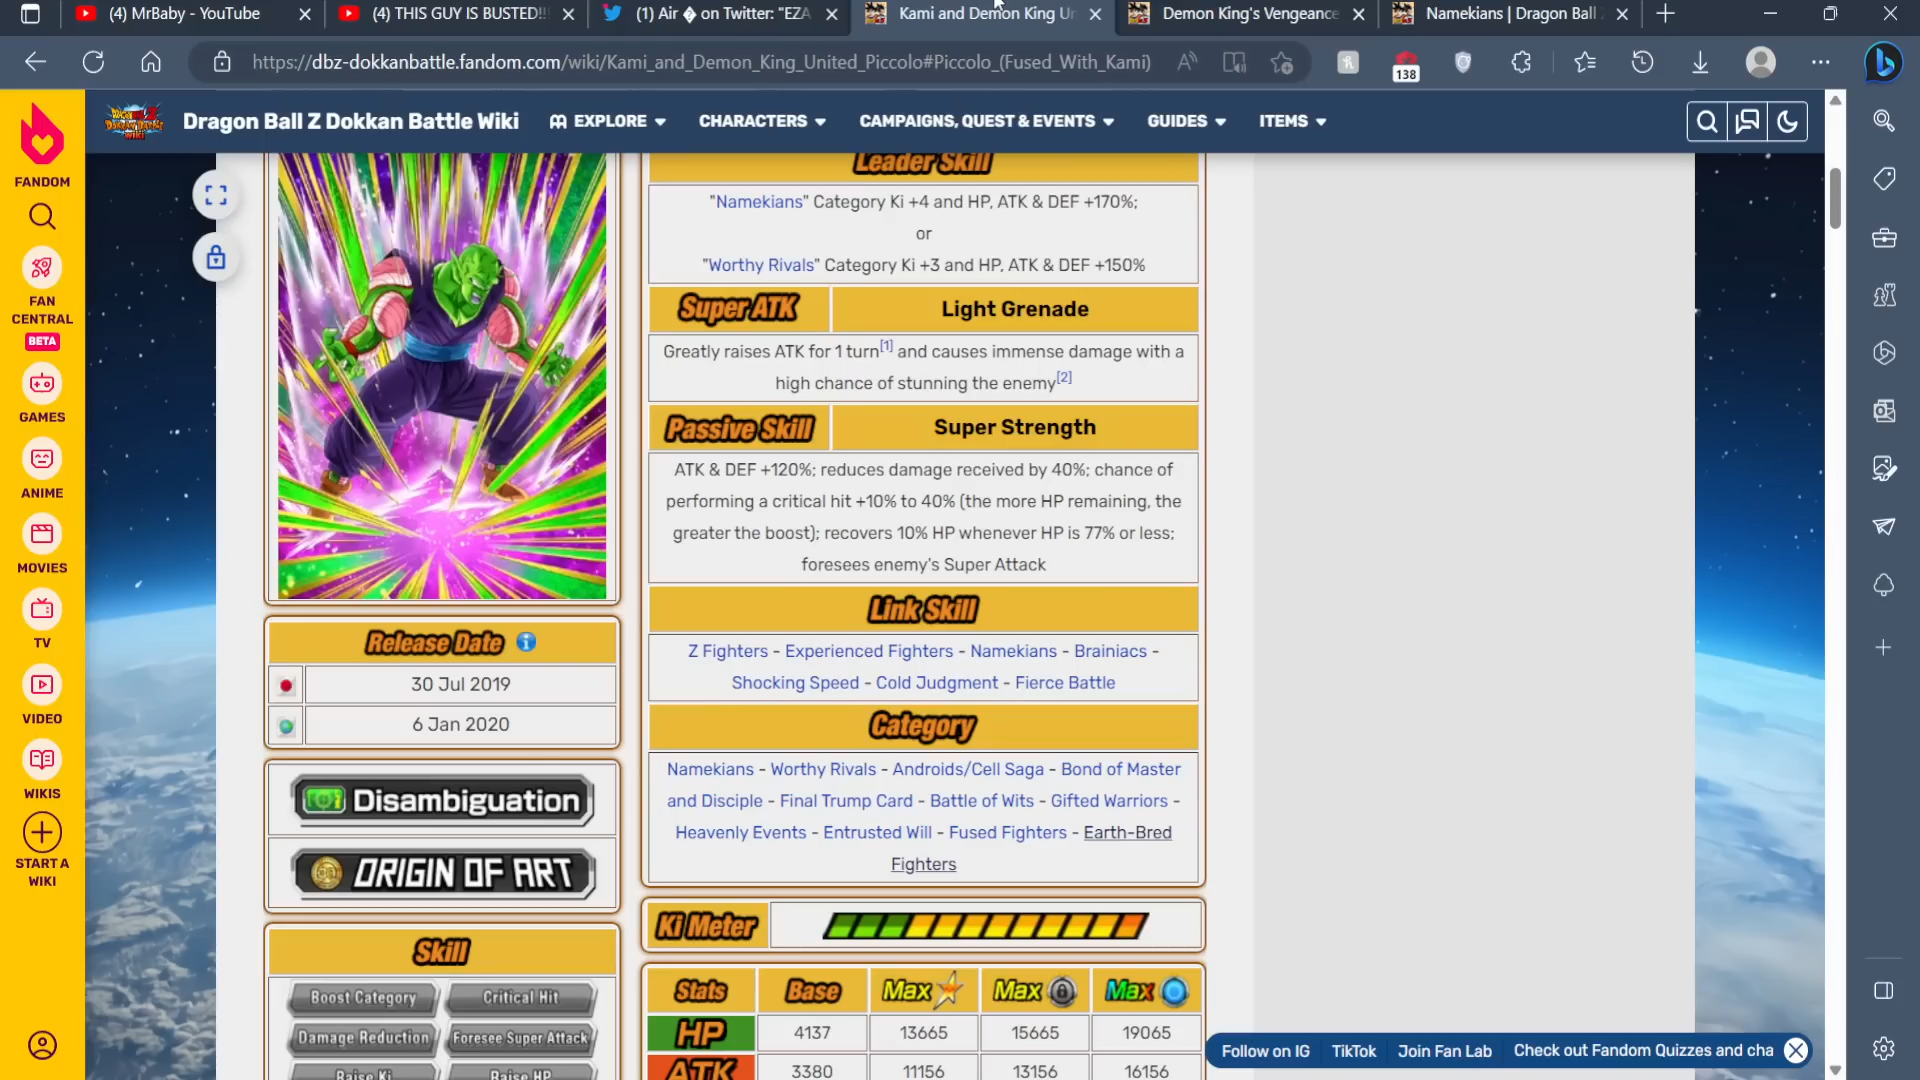 (4) MrBaby - YouTube
(4) THIS GUY IS BUSTED!!!
(1) Air � on Twitter: "EZA
Kami and Demon King Un
Demon King's Vengeance
Namekians | Dragon Ball Z
https://dbz-dokkanbattle.fandom.com/wiki/Kami_and_Demon_King_United_Piccolo#Piccolo_(Fused_With_Kami)
138
Dragon Ball Z Dokkan Battle Wiki
EXPLORE
CHARACTERS
CAMPAIGNS, QUEST & EVENTS
GUIDES
ITEMS
FANDOM
FAN
CENTRAL
BETA
GAMES
ANIME
MOVIES
TV
VIDEO
WIKIS
START A
WIKI
Leader Skill
"Namekians" Category Ki +4 and HP, ATK & DEF +170%;
or
"Worthy Rivals" Category Ki +3 and HP, ATK & DEF +150%
Super ATK
Light Grenade
Greatly raises ATK for 1 turn[1] and causes immense damage with a
high chance of stunning the enemy[2]
Passive Skill
Super Strength
ATK & DEF +120%; reduces damage received by 40%; chance of
performing a critical hit +10% to 40% (the more HP remaining, the
greater the boost); recovers 10% HP whenever HP is 77% or less;
foresees enemy's Super Attack
Link Skill
Z Fighters - Experienced Fighters - Namekians - Brainiacs -
Shocking Speed - Cold Judgment - Fierce Battle
Category
Namekians - Worthy Rivals - Androids/Cell Saga - Bond of Master
and Disciple - Final Trump Card - Battle of Wits - Gifted Warriors -
Heavenly Events - Entrusted Will - Fused Fighters - Earth-Bred
Fighters
Release Date
30 Jul 2019
6 Jan 2020
Disambiguation
ORIGIN OF ART
Skill
Boost Category
Critical Hit
Damage Reduction
Foresee Super Attack
Raise Ki
Raise HP
Ki Meter
Stats Base Max Max Max
HP 4137 13665 15665 19065
ATK 3380 11156 13156 16156
Follow on IG
TikTok
Join Fan Lab
Check out Fandom Quizzes and cha